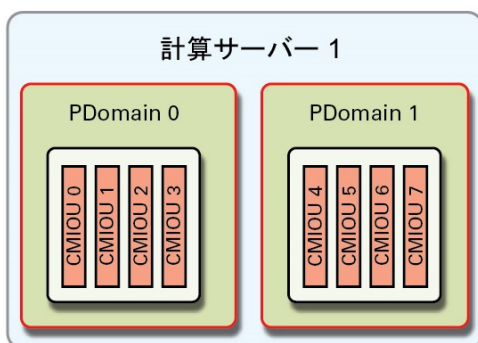 計算サーバー 1
PDomain 0
PDomain 1
CMIOU 0
CMIOU 1
CMIOU 2
CMIOU 3
CMIOU 4
CMIOU 5
CMIOU 6
CMIOU 7